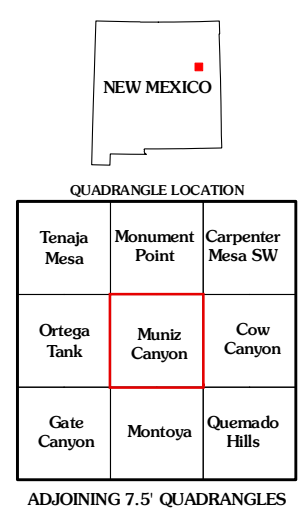 NEW MEXICO
QUADRANGLE LOCATION
Tenaja
Mesa
Monument
Point
Carpenter
Mesa SW
Ortega
Tank
Muniz
Canyon
Cow
Canyon
Gate
Canyon
Montoya
Quemado
Hills
ADJOINING 7.5' QUADRANGLES